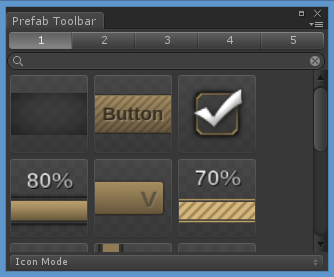 Prefab Toolbar
1 2 3 4 5
Button
80%
V
70%
Icon Mode